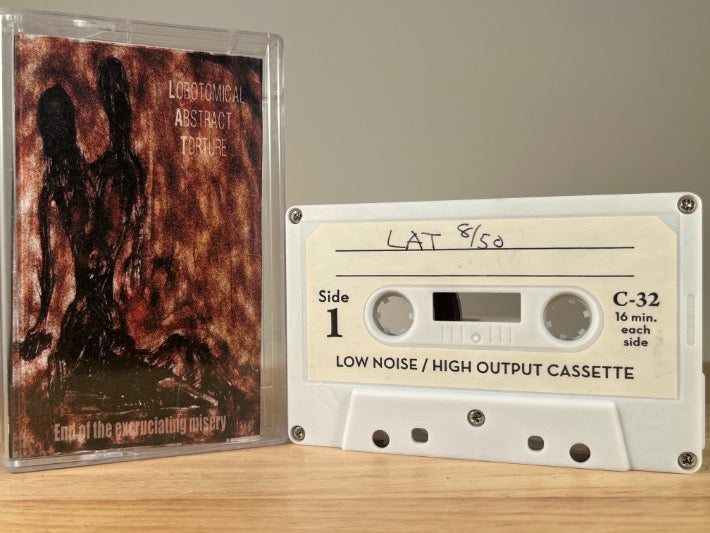 LOBOTOMICAL
ABSTRACT
TORTURE
End of the excruciating misery
LAT 8/50
Side
1
C-32
16 min.
each
side
LOW NOISE / HIGH OUTPUT CASSETTE